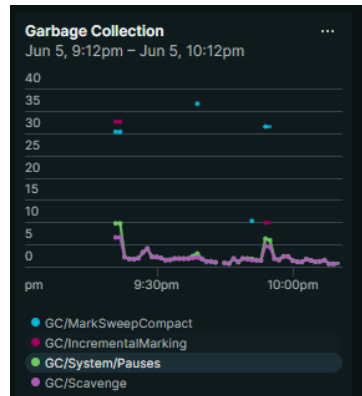 Garbage Collection
...
Jun 5, 9:12pm – Jun 5, 10:12pm
40
35
30
25
20
15
10
5
0
pm 9:30pm 10:00pm
GC/MarkSweepCompact
GC/IncrementalMarking
GC/System/Pauses
GC/Scavenge